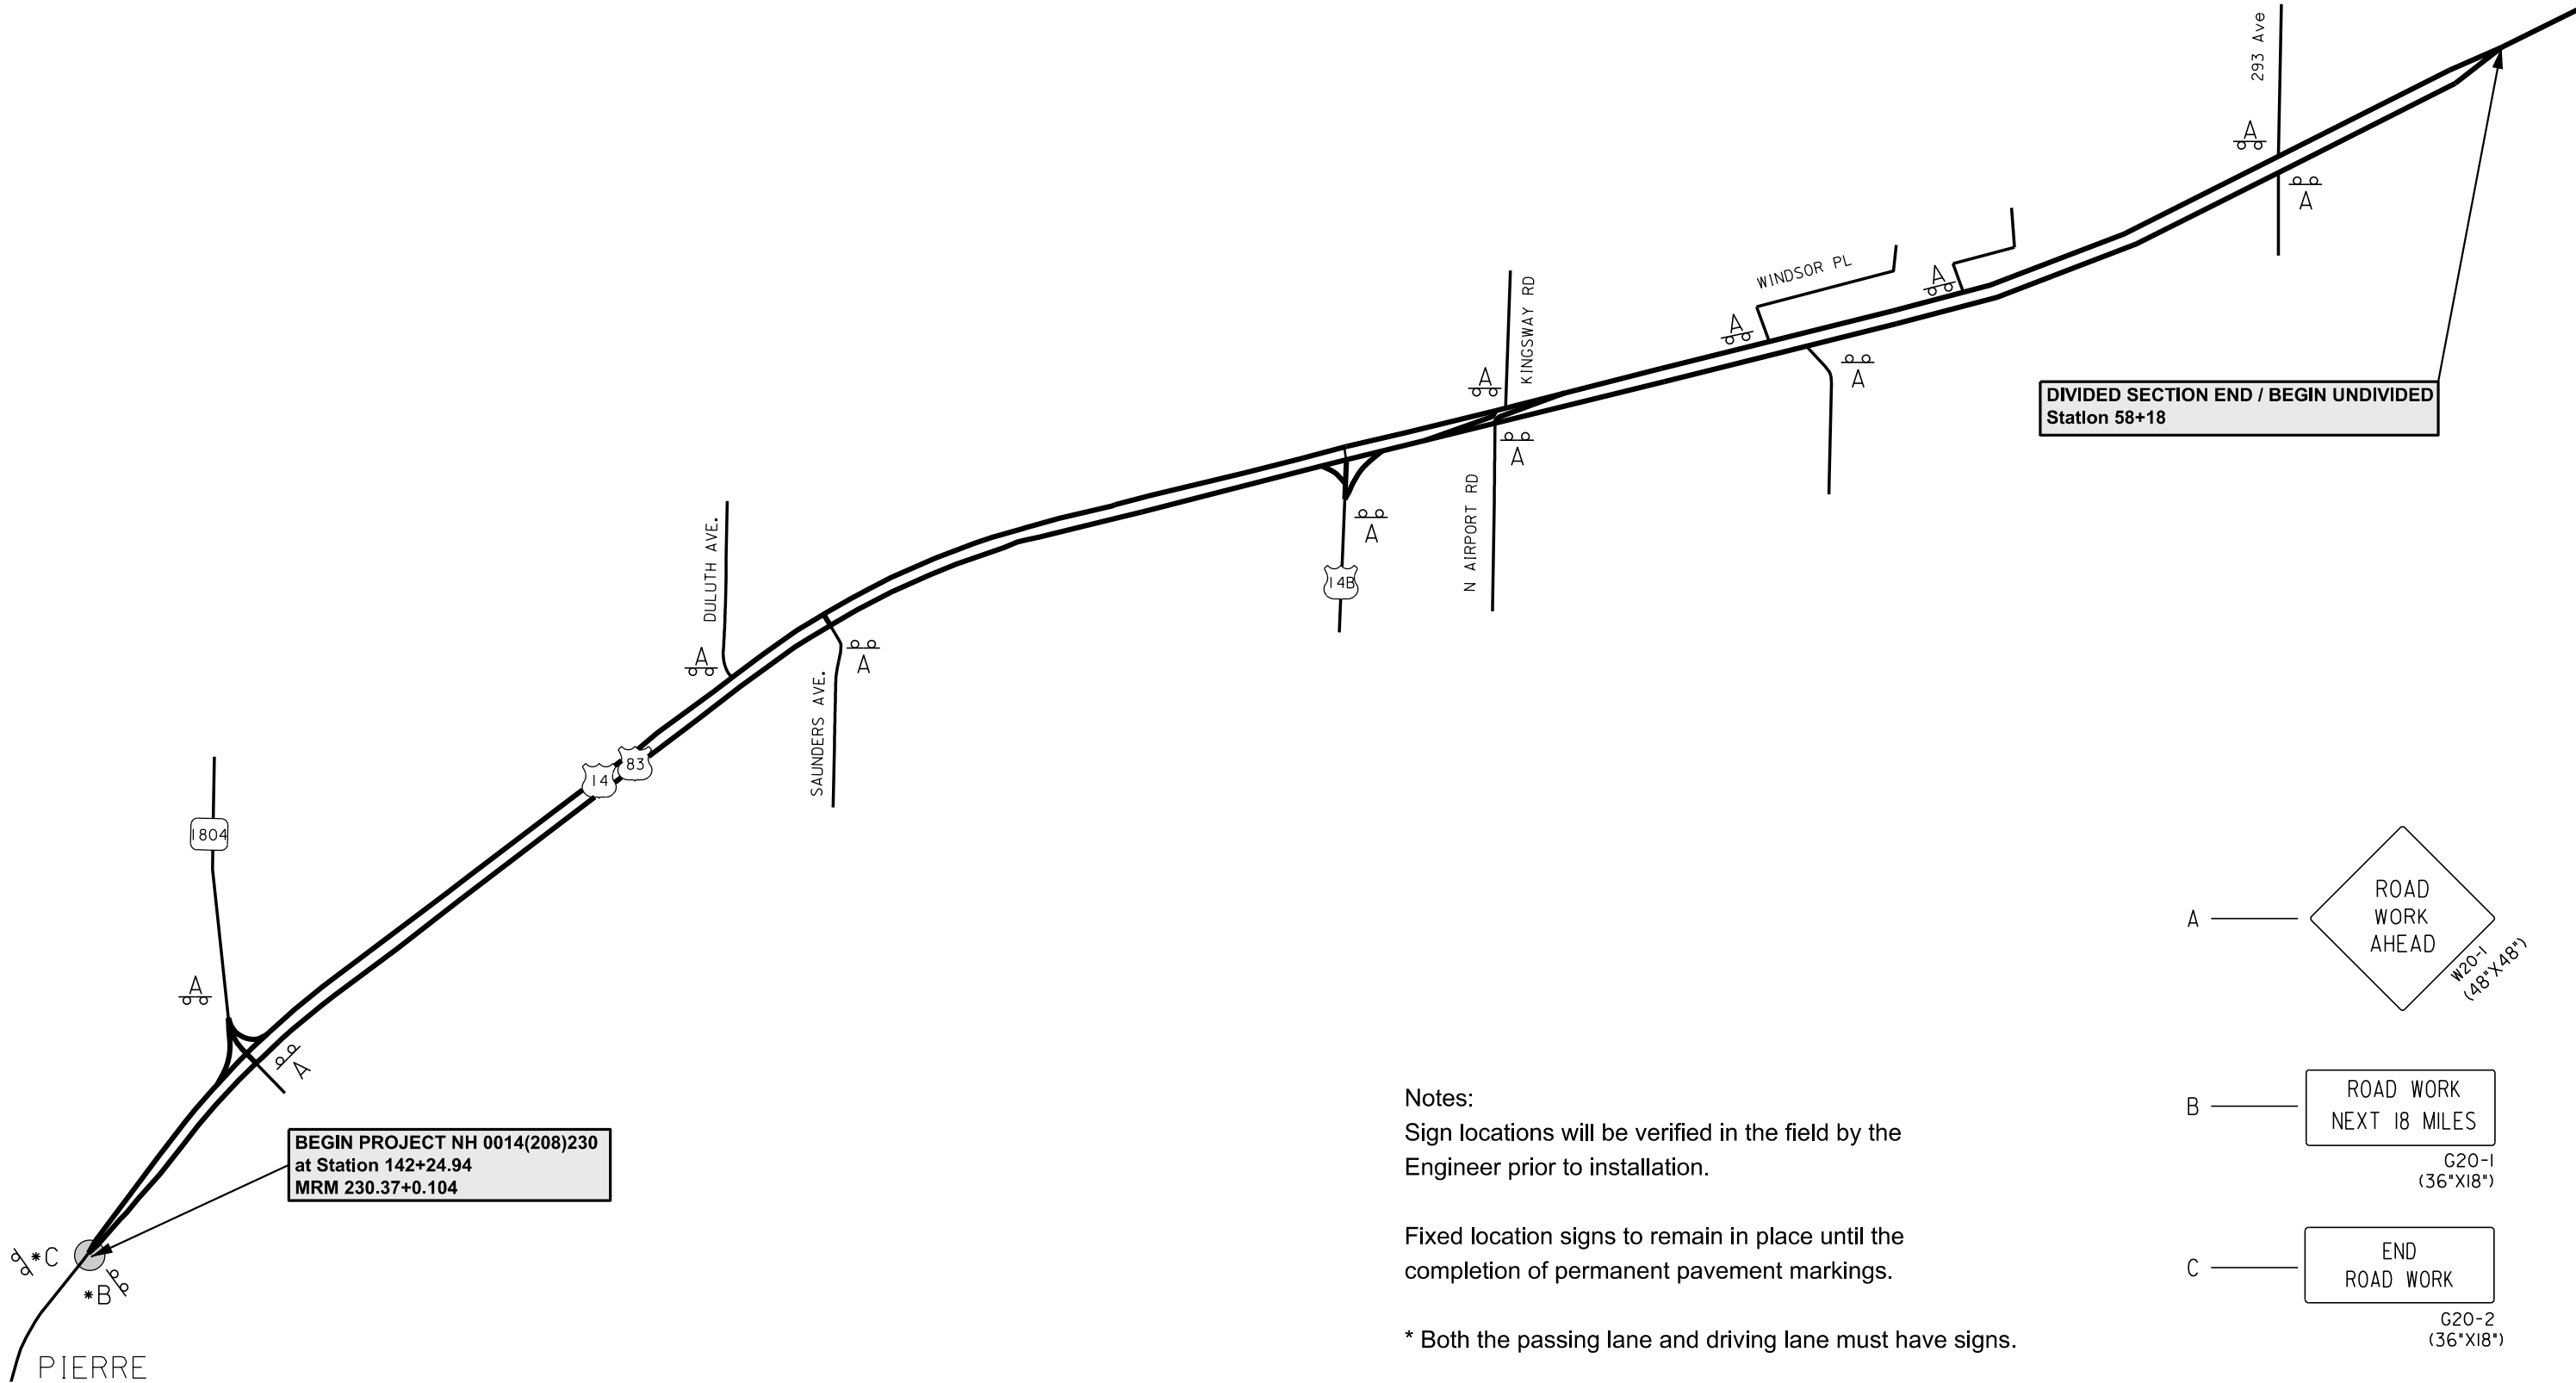 293 Ave
A
A
WINDSOR PL
A
A
KINGSWAY RD
A
A
A
DIVIDED SECTION END / BEGIN UNDIVIDED
Station 58+18
A
14B
N AIRPORT RD
DULUTH AVE.
A
A
SAUNDERS AVE.
83
14
1804
A
A
BEGIN PROJECT NH 0014(208)230
at Station 142+24.94
MRM 230.37+0.104
*C
*B
PIERRE
Notes:
Sign locations will be verified in the field by the
Engineer prior to installation.
Fixed location signs to remain in place until the
completion of permanent pavement markings.
* Both the passing lane and driving lane must have signs.
A
ROAD
WORK
AHEAD
W20-1
(48"X48")
B
ROAD WORK
NEXT 18 MILES
G20-1
(36"X18")
C
END
ROAD WORK
G20-2
(36"X18")